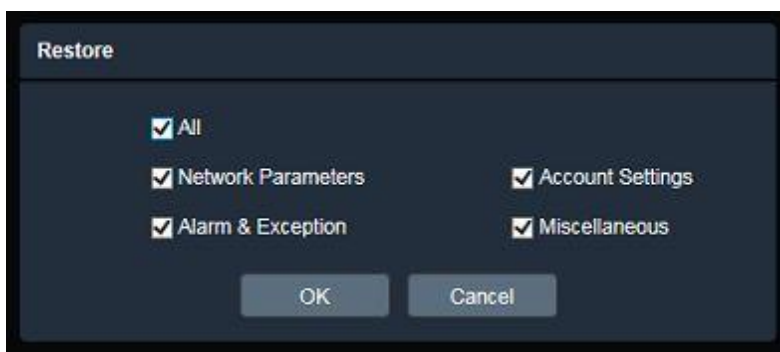 Restore
All
Network Parameters Account Settings
Alarm & Exception Miscellaneous
OK Cancel